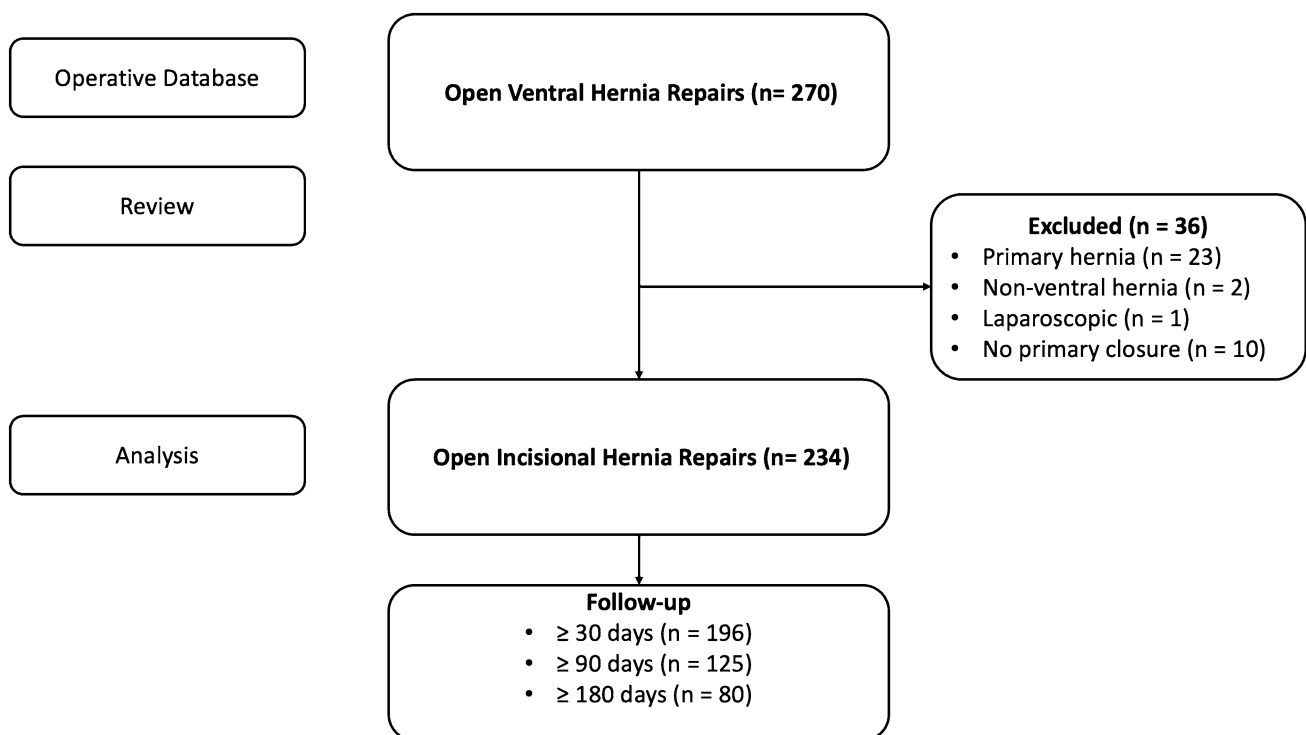 Operative Database
Open Ventral Hernia Repairs (n= 270)
Review
Excluded (n = 36)
• Primary hernia (n = 23)
• Non-ventral hernia (n = 2)
• Laparoscopic (n = 1)
• No primary closure (n = 10)
Analysis
Open Incisional Hernia Repairs (n= 234)
Follow-up
• ≥ 30 days (n = 196)
• ≥ 90 days (n = 125)
• ≥ 180 days (n = 80)